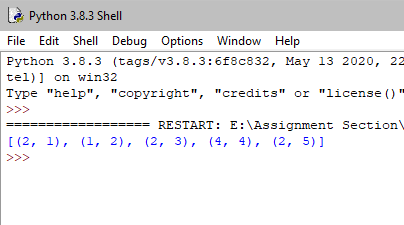 Python 3.8.3 Shell
File Edit Shell Debug Options Window Help
Python 3.8.3 (tags/v3.8.3:6f8c832, May 13 2020, 22
tel)] on win32
Type "help", "copyright", "credits" or "license()"
>>>
================== RESTART: E:\Assignment Section\
[(2, 1), (1, 2), (2, 3), (4, 4), (2, 5)]
>>>